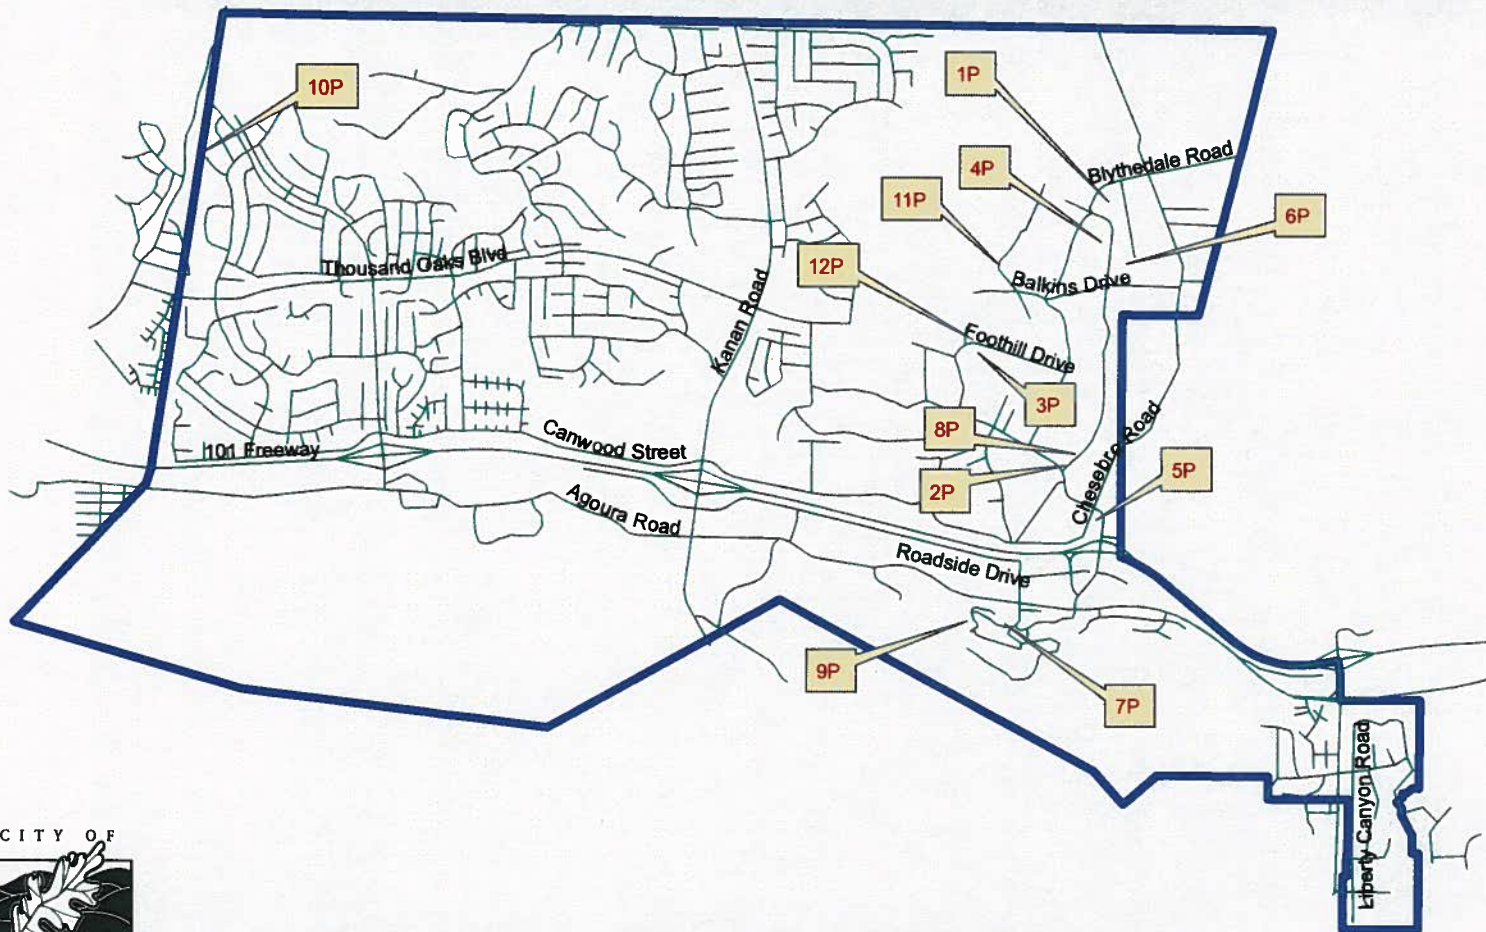 10P
1P
4P
Blythedale Road
11P
6P
12P
Thousand Oaks Blvd
Balkins Drive
Kanan Road
Foothill Drive
3P
8P
Canwood Street
101 Freeway
Chesebro Road
5P
2P
Agoura Road
Roadside Drive
9P
7P
Liberty Canyon Road
CITY OF